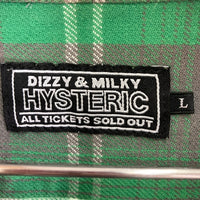 DIZZY & MILKY
HYSTERIC
ALL TICKETS SOLD OUT
L